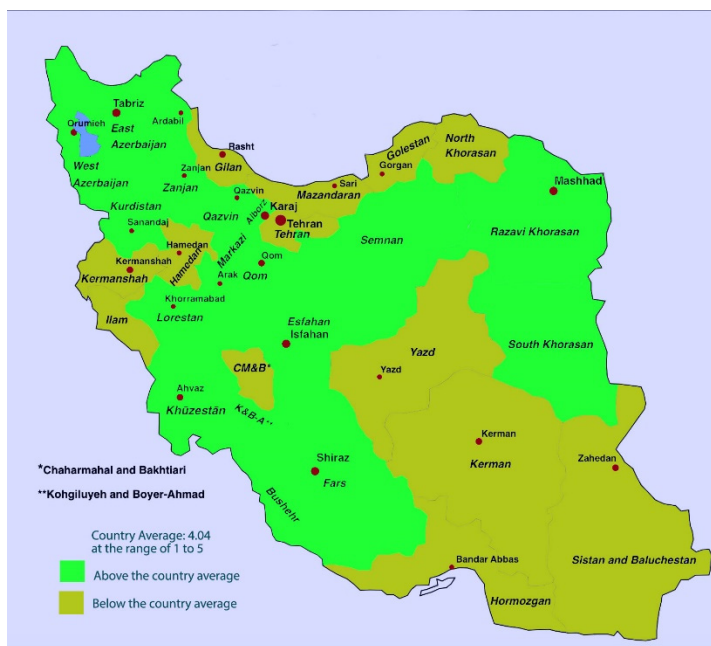 Tabriz
Orumieh
East
Azerbaijan
Ardabil
West
Azerbaijan
Rasht
Gilan
Zanjan
Zanjan
Golestan
Gorgan
North
Khorasan
Sari
Mazandaran
Mashhad
Kurdistan
Qazvin
Qazvin
Alborz
Karaj
Tehran
Tehran
Semnan
Razavi Khorasan
Sanandaj
Hamedan
Hamedan
Markazi
Kermanshah
Kermanshah
Qom
Qom
Arak
Ilam
Khorramabad
Lorestan
Esfahan
Isfahan
South Khorasan
CM&B*
Yazd
Yazd
Ahvaz
Khūzestān
K&B-A**
Kerman
Kerman
Zahedan
Shiraz
Fars
Bushehr
*Chaharmahal and Bakhtiari
**Kohgiluyeh and Boyer-Ahmad
Country Average: 4.04
at the range of 1 to 5
Above the country average
Below the country average
Bandar Abbas
Hormozgan
Sistan and Baluchestan